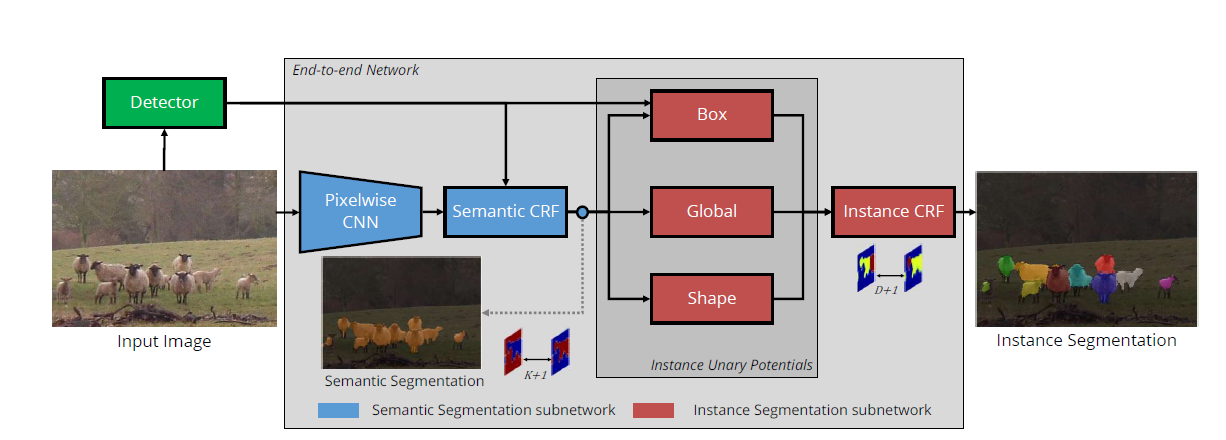 End-to-end Network
Detector
Box
Pixelwise
CNN
Semantic CRF
Global
Instance CRF
Shape
D+1
K+1
Input Image
Instance Segmentation
Instance Unary Potentials
Semantic Segmentation
Semantic Segmentation subnetwork
Instance Segmentation subnetwork